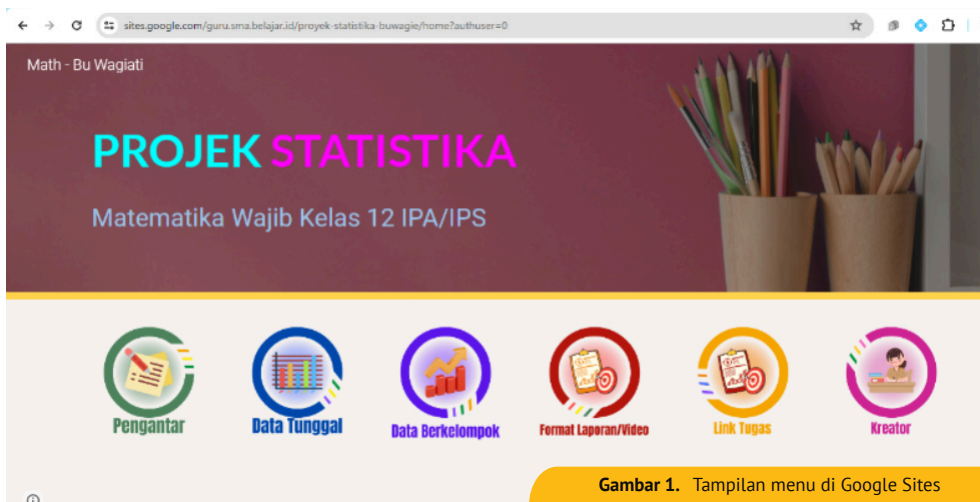 sites.google.com/guru.sma.belajar.id/proyek-statistika-buwagie/home?authuser=0
Math - Bu Wagiati
PROJEK STATISTIKA
Matematika Wajib Kelas 12 IPA/IPS
Pengantar
Data Tunggal
Data Berkelompok
Format Laporan/Video
Link Tugas
Kreator
Gambar 1. Tampilan menu di Google Sites